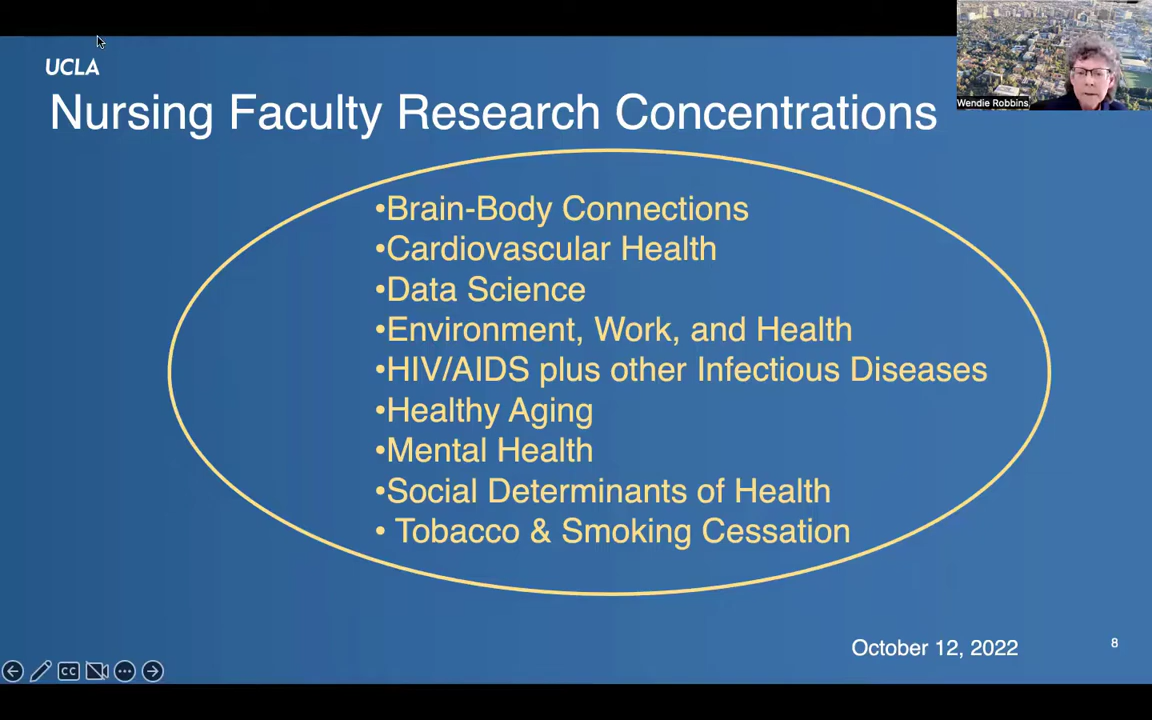 UCLA
Nursing Faculty Research Concentrations
Wendie Robbins
•Brain-Body Connections
•Cardiovascular Health
•Data Science
•Environment, Work, and Health
•HIV/AIDS plus other Infectious Diseases
•Healthy Aging
•Mental Health
•Social Determinants of Health
• Tobacco & Smoking Cessation
October 12, 2022
8
CC